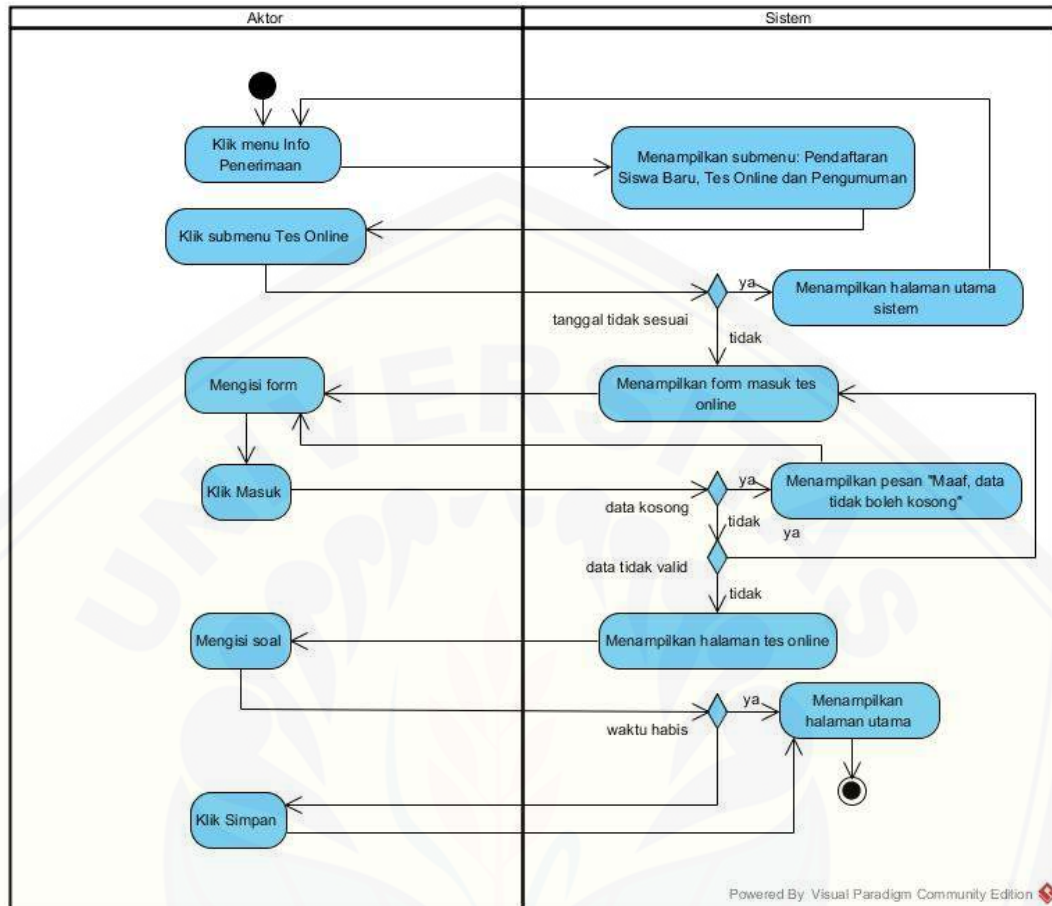 Aktor
Sistem
Klik menu Info
Penerimaan
Menampilkan submenu: Pendaftaran
Siswa Baru, Tes Online dan Pengumuman
Klik submenu Tes Online
ya
Menampilkan halaman utama
sistem
tanggal tidak sesuai
tidak
Mengisi form
Menampilkan form masuk tes
online
Klik Masuk
ya
Menampilkan pesan "Maaf, data
tidak boleh kosong"
data kosong
tidak
ya
data tidak valid
tidak
Mengisi soal
Menampilkan halaman tes online
ya
Menampilkan
halaman utama
waktu habis
Klik Simpan
UNIVERSITAS
Powered By Visual Paradigm Community Edition